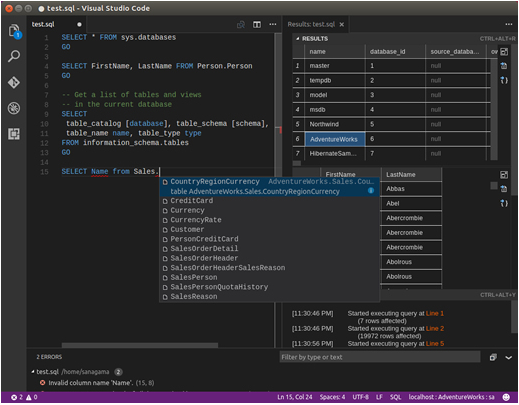 test.sql - Visual Studio Code
test.sql
Results: test.sql
1 SELECT * FROM sys.databases
2 GO
3
4 SELECT FirstName, LastName FROM Person.Person
5 GO
6
7 -- Get a list of tables and views
8 -- in the current database
9 SELECT
10 table_catalog [database], table_schema [schema],
11 table_name name, table_type type
12 FROM information_schema.tables
13 GO
14
15 SELECT Name from Sales.
CountryRegionCurrency AdventureWorks.Sales.Cou...
table AdventureWorks.Sales.CountryRegionCurrency
CreditCard
Currency
CurrencyRate
Customer
PersonCreditCard
SalesOrderDetail
SalesOrderHeader
SalesOrderHeaderSalesReason
SalesPerson
SalesPersonQuotaHistory
SalesReason
RESULTS CTRL+ALT+R
name database_id source_databa... ow
1 master 1 null
2 tempdb 2 null
3 model 3 null
4 msdb 4 null
5 Northwind 5 null
6 AdventureWorks 6 null
7 HibernateSam... 7 null
FirstName LastName
Abbas
Abel
Abercrombie
Abercrombie
Abercrombie
Abolrous
Abolrous
CTRL+ALT+Y
[11:30:46 PM] Started executing query at Line 1
(7 rows affected)
[11:30:46 PM] Started executing query at Line 2
(19972 rows affected)
[11:30:56 PM] Started executing query at Line 5
2 ERRORS
Filter by type or text
test.sql /home/sanagama 2
Invalid column name 'Name'. (15, 8)
2 0
Ln 15, Col 24 Spaces: 4 UTF-8 LF SQL localhost : AdventureWorks : sa